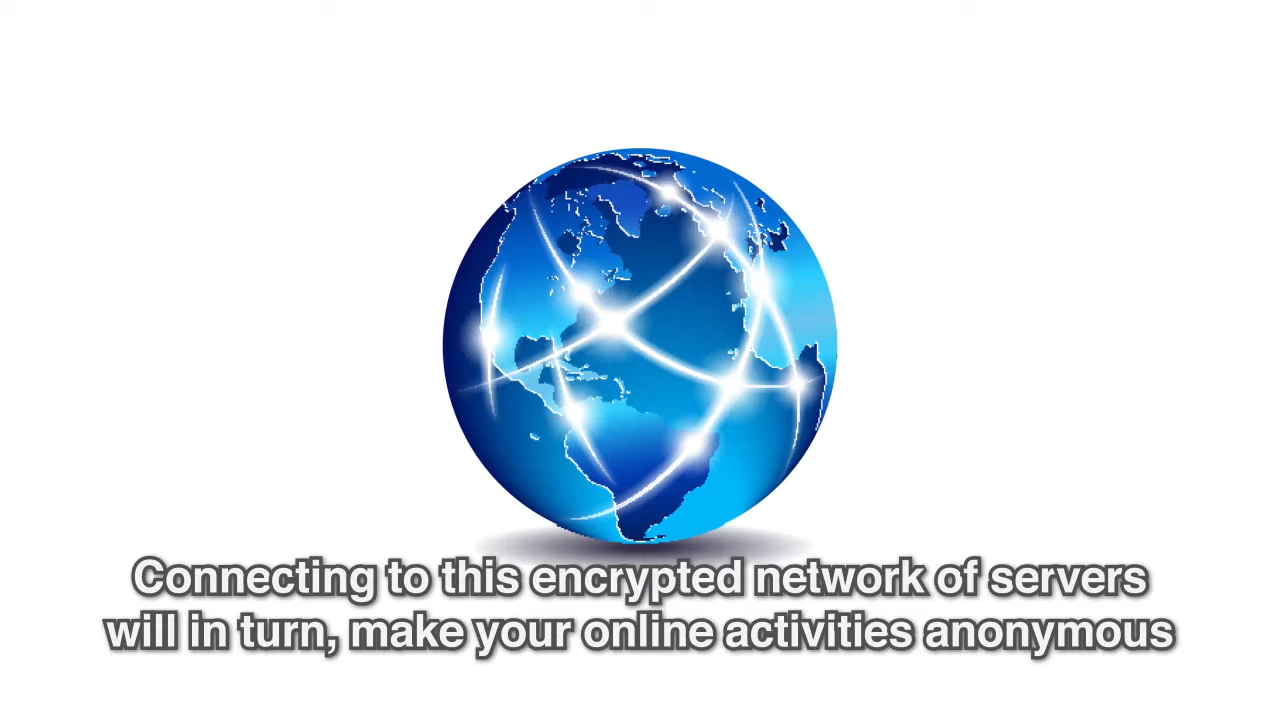 Connecting to this encrypted network of servers
will in turn, make your online activities anonymous